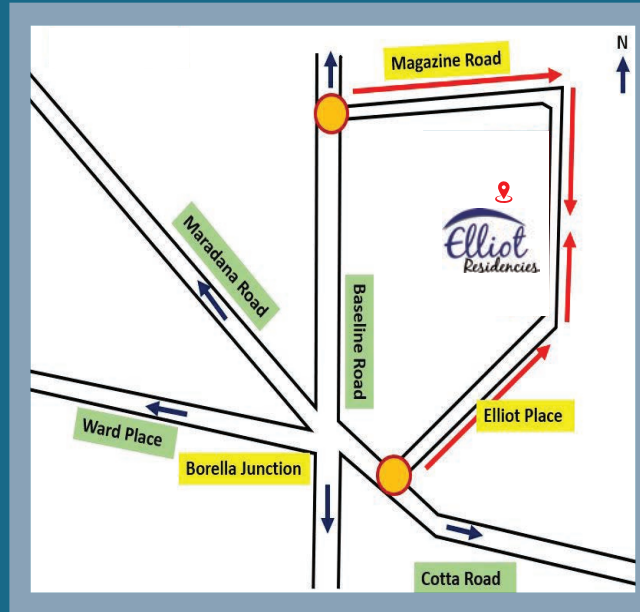 N
Magazine Road
Maradana Road
Elliot
Residencies
Baseline Road
Elliot Place
Ward Place
Borella Junction
Cotta Road